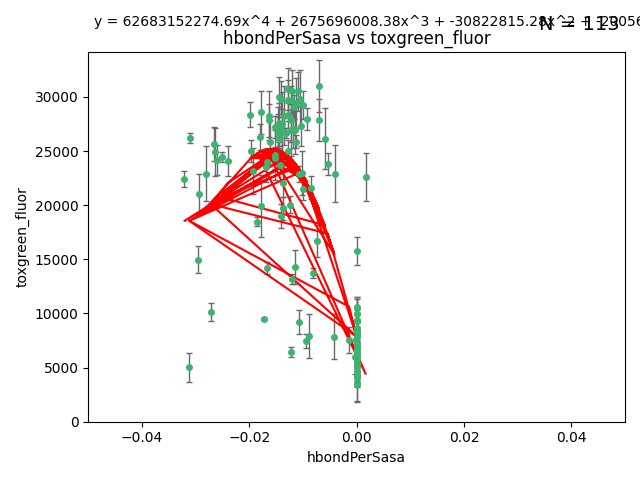 y = 62683152274.69x^4 + 2675696008.38x^3 + -30822815.28x^2 +
N = 113
hbondPerSasa vs toxgreen_fluor
30000
25000
20000
15000
10000
5000
0
toxgreen_fluor
−0.04 −0.02 0.00 0.02 0.04
hbondPerSasa